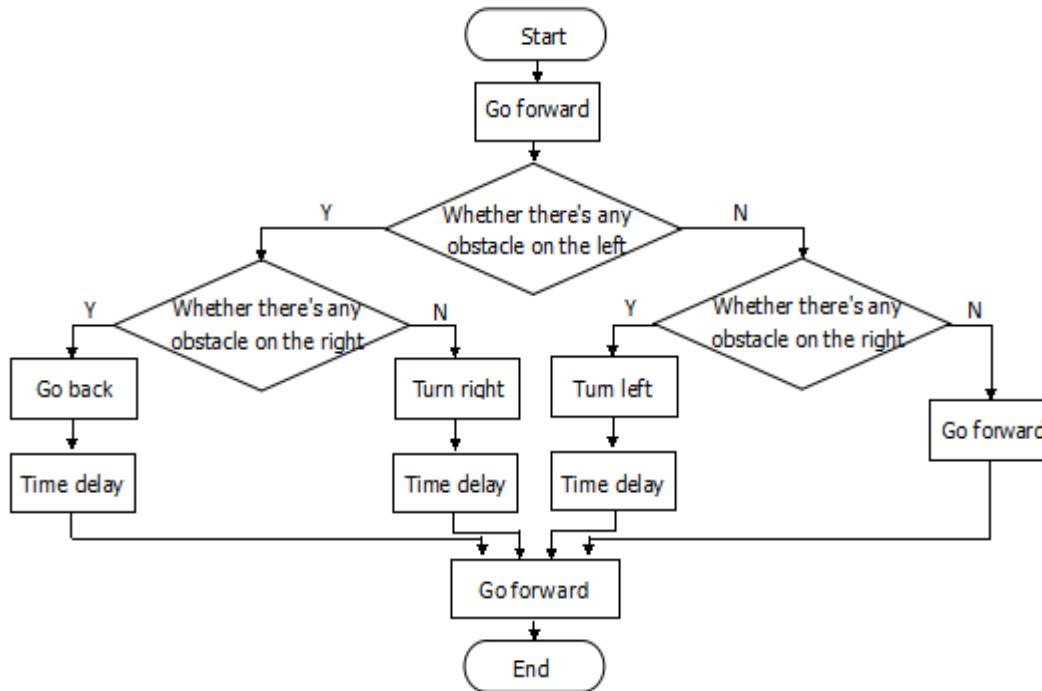 Start
Go forward
Y
Whether there's any
obstacle on the left
N
Y
Whether there's any
obstacle on the right
N
Y
Whether there's any
obstacle on the right
N
Go back
Turn right
Tum left
Go forward
Time delay
Time delay
Time delay
Go forward
End